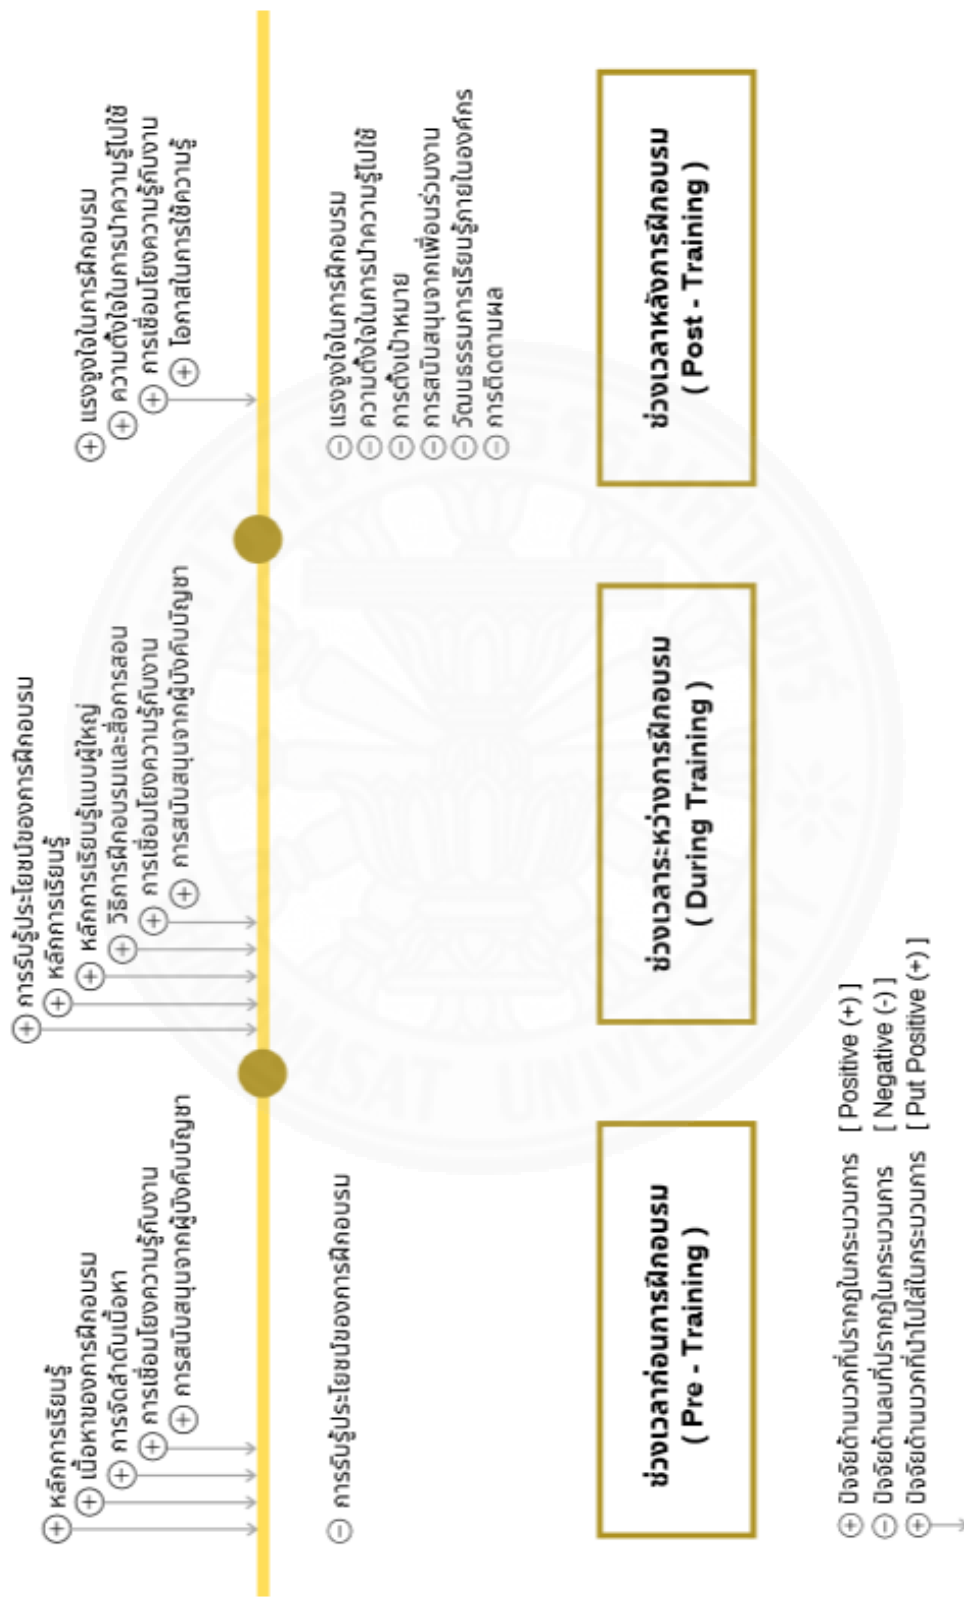 หลักการเรียนรู้
เนื้อหาของการฝึกอบรม
การจัดลำดับเนื้อหา
การเชื่อมโยงความรู้กับงาน
การสนับสนุนจากผู้บังคับบัญชา
การรับรู้ประโยชน์ของการฝึกอบรม
ช่วงเวลาก่อนการฝึกอบรม
( Pre - Training )
การรับรู้ประโยชน์ของการฝึกอบรม
หลักการเรียนรู้
หลักการเรียนรู้แบบผู้ใหญ่
วิธีการฝึกอบรมและสื่อการสอน
การเชื่อมโยงความรู้กับงาน
การสนับสนุนจากผู้บังคับบัญชา
ช่วงเวลาระหว่างการฝึกอบรม
( During Training )
แรงจูงใจในการฝึกอบรม
ความตั้งใจในการนำความรู้ไปใช้
การเชื่อมโยงความรู้กับงาน
โอกาสในการใช้ความรู้
แรงจูงใจในการฝึกอบรม
ความตั้งใจในการนำความรู้ไปใช้
การตั้งเป้าหมาย
การสนับสนุนจากเพื่อนร่วมงาน
วัฒนธรรมการเรียนรู้ภายในองค์กร
การติดตามผล
ช่วงเวลาหลังการฝึกอบรม
( Post - Training )
ปัจจัยด้านบวกที่ปรากฏในกระบวนการ [ Positive (+) ]
ปัจจัยด้านลบที่ปรากฏในกระบวนการ [ Negative (-) ]
ปัจจัยด้านบวกที่นำไปใส่ในกระบวนการ [ Put Positive (+) ]